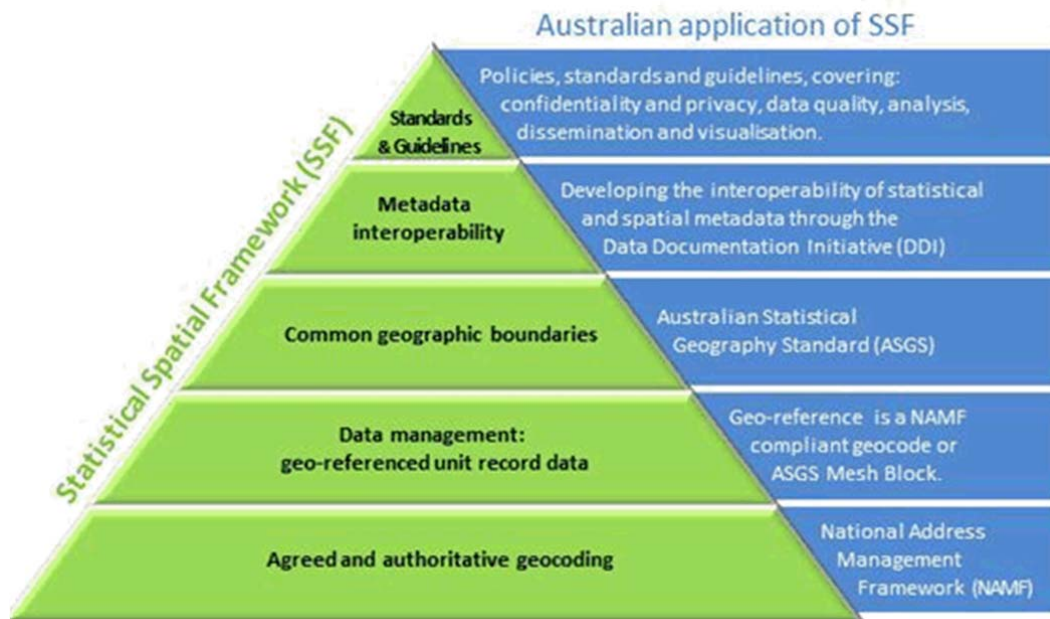 Australian application of SSF
Statistical Spatial Framework (SSF)
Standards
& Guidelines
Policies, standards and guidelines, covering:
confidentiality and privacy, data quality, analysis,
dissemination and visualisation.
Metadata
interoperability
Developing the interoperability of statistical
and spatial metadata through the
Data Documentation Initiative (DDI)
Common geographic boundaries
Australian Statistical
Geography Standard (ASGS)
Data management:
geo-referenced unit record data
Geo-reference is a NAMF
compliant geocode or
ASGS Mesh Block.
Agreed and authoritative geocoding
National Address
Management
Framework (NAMF)